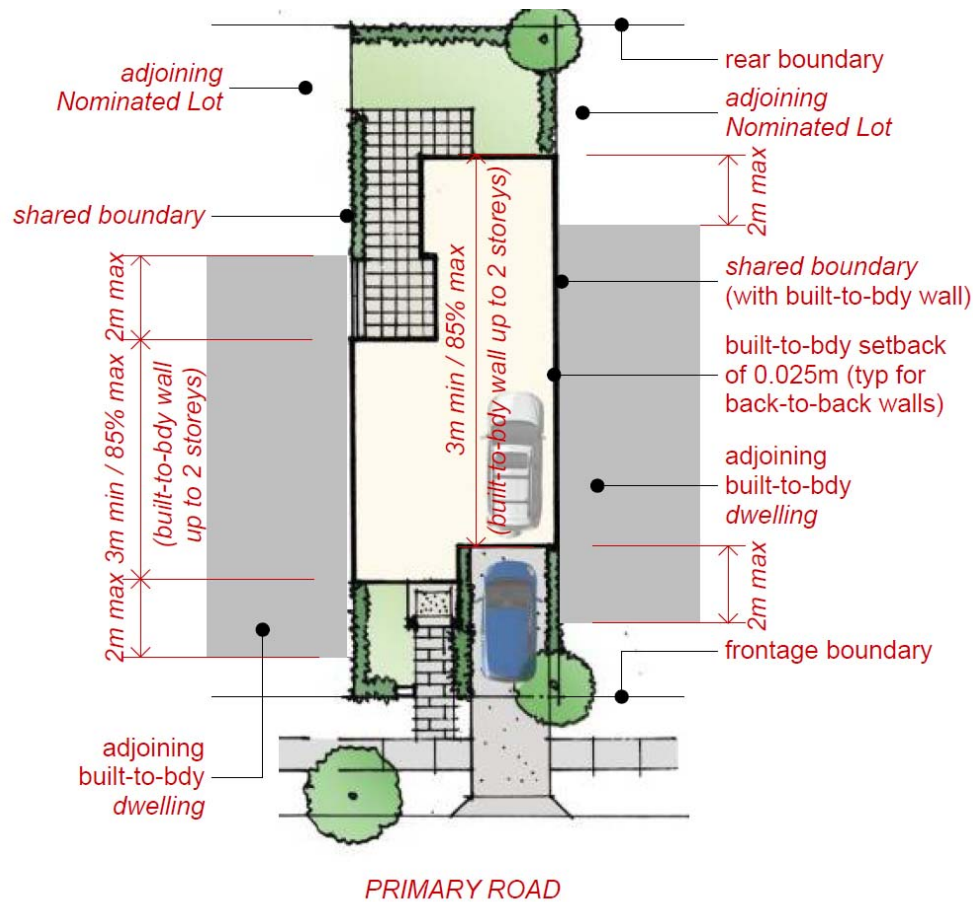 rear boundary
adjoining
Nominated Lot
adjoining
Nominated Lot
2m max
shared boundary
3m min / 85% max
(built-to-bdy wall up to 2 storeys)
shared boundary
(with built-to-bdy wall)
2m max
3m min / 85% max
(built-to-bdy wall
up to 2 storeys)
2m max
built-to-bdy setback
of 0.025m (typ for
back-to-back walls)
adjoining
built-to-bdy
dwelling
2m max
frontage boundary
adjoining
built-to-bdy
dwelling
PRIMARY ROAD